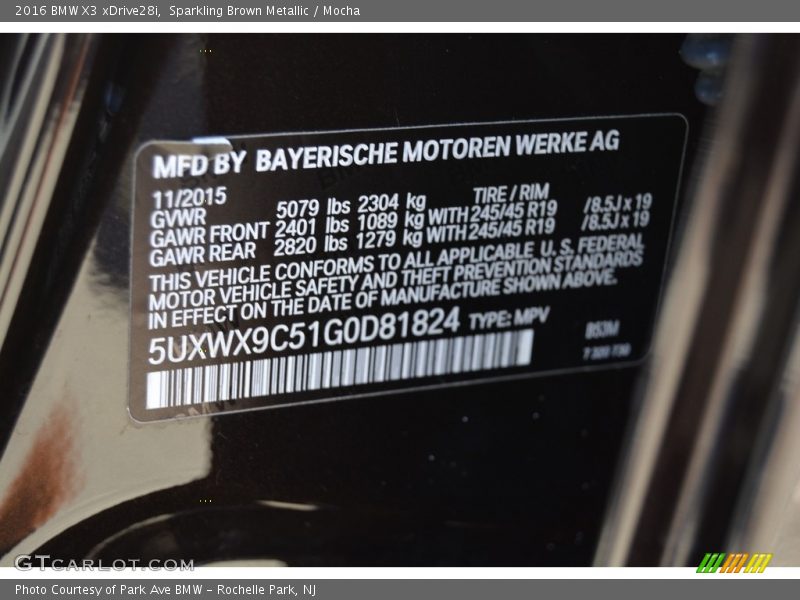 2016 BMW X3 xDrive28i, Sparkling Brown Metallic / Mocha
MFD BY BAYERISCHE MOTOREN WERKE AG
11/2015 TIRE / RIM
GVWR 5079 lbs 2304 kg
GAWR FRONT 2401 lbs 1089 kg WITH 245/45 R19 /8.5J x 19
GAWR REAR 2820 lbs 1279 kg WITH 245/45 R19 /8.5J x 19
THIS VEHICLE CONFORMS TO ALL APPLICABLE U.S. FEDERAL
MOTOR VEHICLE SAFETY AND THEFT PREVENTION STANDARDS
IN EFFECT ON THE DATE OF MANUFACTURE SHOWN ABOVE.
5UXWX9C51G0D81824 TYPE: MPV
GTCARLOT.COM
Photo Courtesy of Park Ave BMW - Rochelle Park, NJ